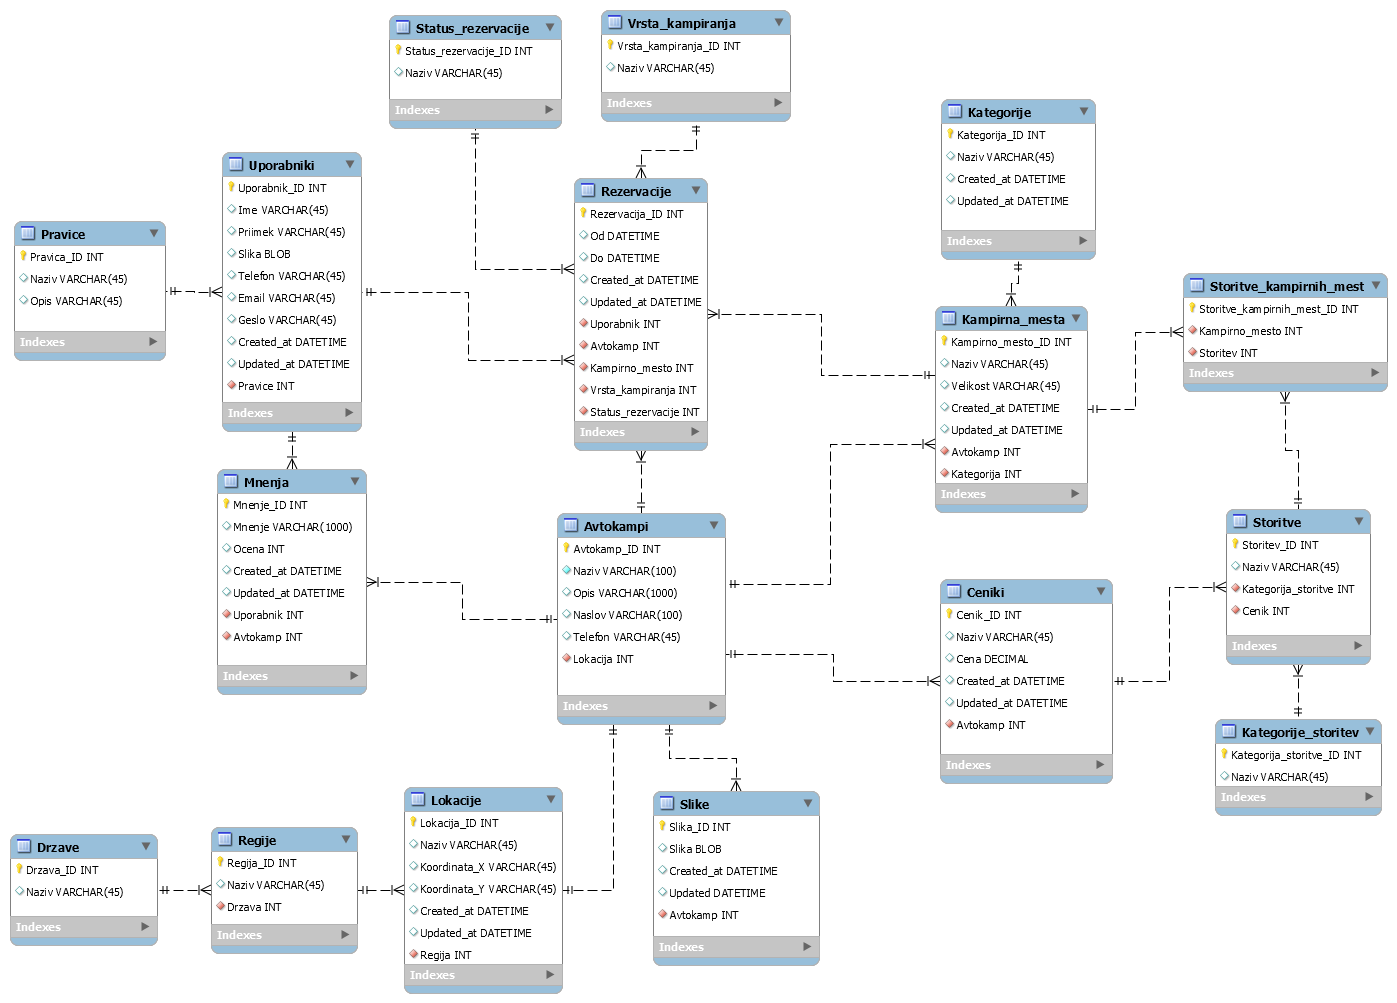 Status_rezervacije
Status_rezervacije_ID INT
Naziv VARCHAR(45)
Indexes
Vrsta_kampiranja
Vrsta_kampiranja_ID INT
Naziv VARCHAR(45)
Indexes
Kategorije
Kategorija_ID INT
Naziv VARCHAR(45)
Created_at DATETIME
Updated_at DATETIME
Indexes
Uporabniki
Uporabnik_ID INT
Ime VARCHAR(45)
Priimek VARCHAR(45)
Slika BLOB
Telefon VARCHAR(45)
Email VARCHAR(45)
Geslo VARCHAR(45)
Created_at DATETIME
Updated_at DATETIME
Pravice INT
Indexes
Rezervacije
Rezervacija_ID INT
Od DATETIME
Do DATETIME
Created_at DATETIME
Updated_at DATETIME
Uporabnik INT
Avtokamp INT
Kampirno_mesto INT
Vrsta_kampiranja INT
Status_rezervacije INT
Indexes
Pravice
Pravica_ID INT
Naziv VARCHAR(45)
Opis VARCHAR(45)
Indexes
Storitve_kampirnih_mest
Storitve_kampirnih_mest_ID INT
Kampirno_mesto INT
Storitev INT
Indexes
Kampirna_mesta
Kampirno_mesto_ID INT
Naziv VARCHAR(45)
Velikost VARCHAR(45)
Created_at DATETIME
Updated_at DATETIME
Avtokamp INT
Kategorija INT
Indexes
Mnenja
Mnenje_ID INT
Mnenje VARCHAR(1000)
Ocena INT
Created_at DATETIME
Updated_at DATETIME
Uporabnik INT
Avtokamp INT
Indexes
Avtokampi
Avtokamp_ID INT
Naziv VARCHAR(100)
Opis VARCHAR(1000)
Naslov VARCHAR(100)
Telefon VARCHAR(45)
Lokacija INT
Indexes
Storitve
Storitev_ID INT
Naziv VARCHAR(45)
Kategorija_storitve INT
Cenik INT
Indexes
Ceniki
Cenik_ID INT
Naziv VARCHAR(45)
Cena DECIMAL
Created_at DATETIME
Updated_at DATETIME
Avtokamp INT
Indexes
Kategorije_storitev
Kategorija_storitve_ID INT
Naziv VARCHAR(45)
Indexes
Lokacije
Lokacija_ID INT
Naziv VARCHAR(45)
Koordinata_X VARCHAR(45)
Koordinata_Y VARCHAR(45)
Created_at DATETIME
Updated_at DATETIME
Regija INT
Indexes
Slike
Slika_ID INT
Slika BLOB
Created_at DATETIME
Updated DATETIME
Avtokamp INT
Indexes
Regije
Regija_ID INT
Naziv VARCHAR(45)
Drzava INT
Indexes
Drzave
Drzava_ID INT
Naziv VARCHAR(45)
Indexes